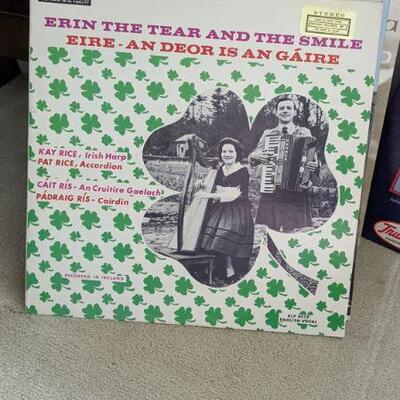 STEREO
ERIN THE TEAR AND THE SMILE
EIRE - AN DEOR IS AN GÁIRE
KAY RICE, Irish Harp
PAT RICE, Accordion
CÁIT RÍS - An Cruitire Gaelach
PÁDRAIG RÍS - Cairdín
RECORDED IN IRELAND
ENGLISH VOCAL